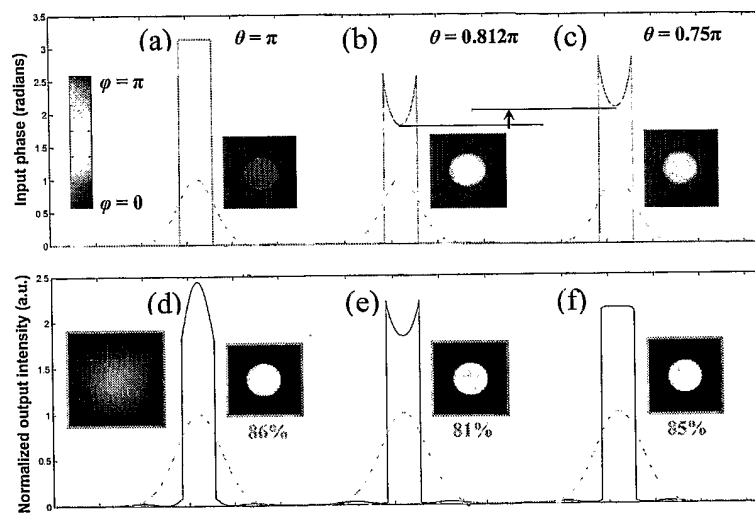 3.5
3
2.5
2
1.5
1
0.5
0
Input phase (radians)
φ = π
φ = 0
(a)
θ = π
(b)
θ = 0.812π
(c)
θ = 0.75π
2.5
2
1.5
1
0.5
0
Normalized output intensity (a.u.)
(d)
86%
(e)
81%
(f)
85%